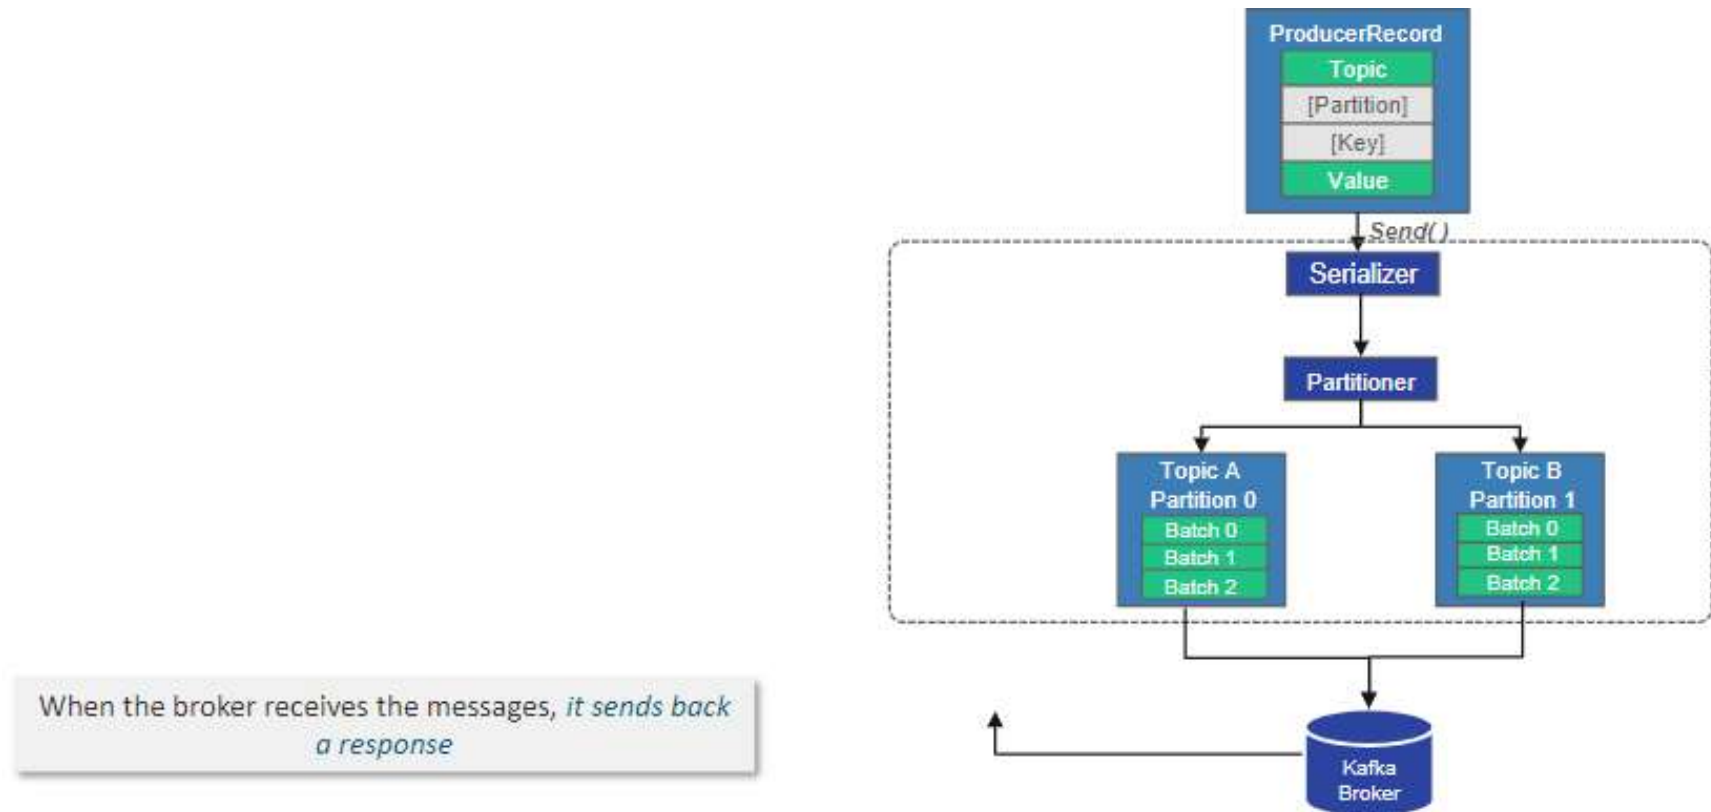 ProducerRecord
Topic
[Partition]
[Key]
Value
Send( )
Serializer
Partitioner
Topic A
Partition 0
Batch 0
Batch 1
Batch 2
Topic B
Partition 1
Batch 0
Batch 1
Batch 2
When the broker receives the messages, it sends back
a response
Kafka
Broker